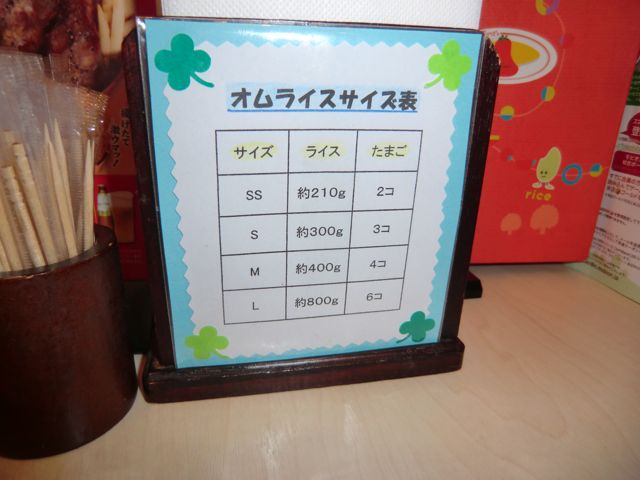 オムライスサイズ表
サイズ ライス たまご
SS 約210g 2コ
S 約300g 3コ
M 約400g 4コ
L 約800g 6コ
rice